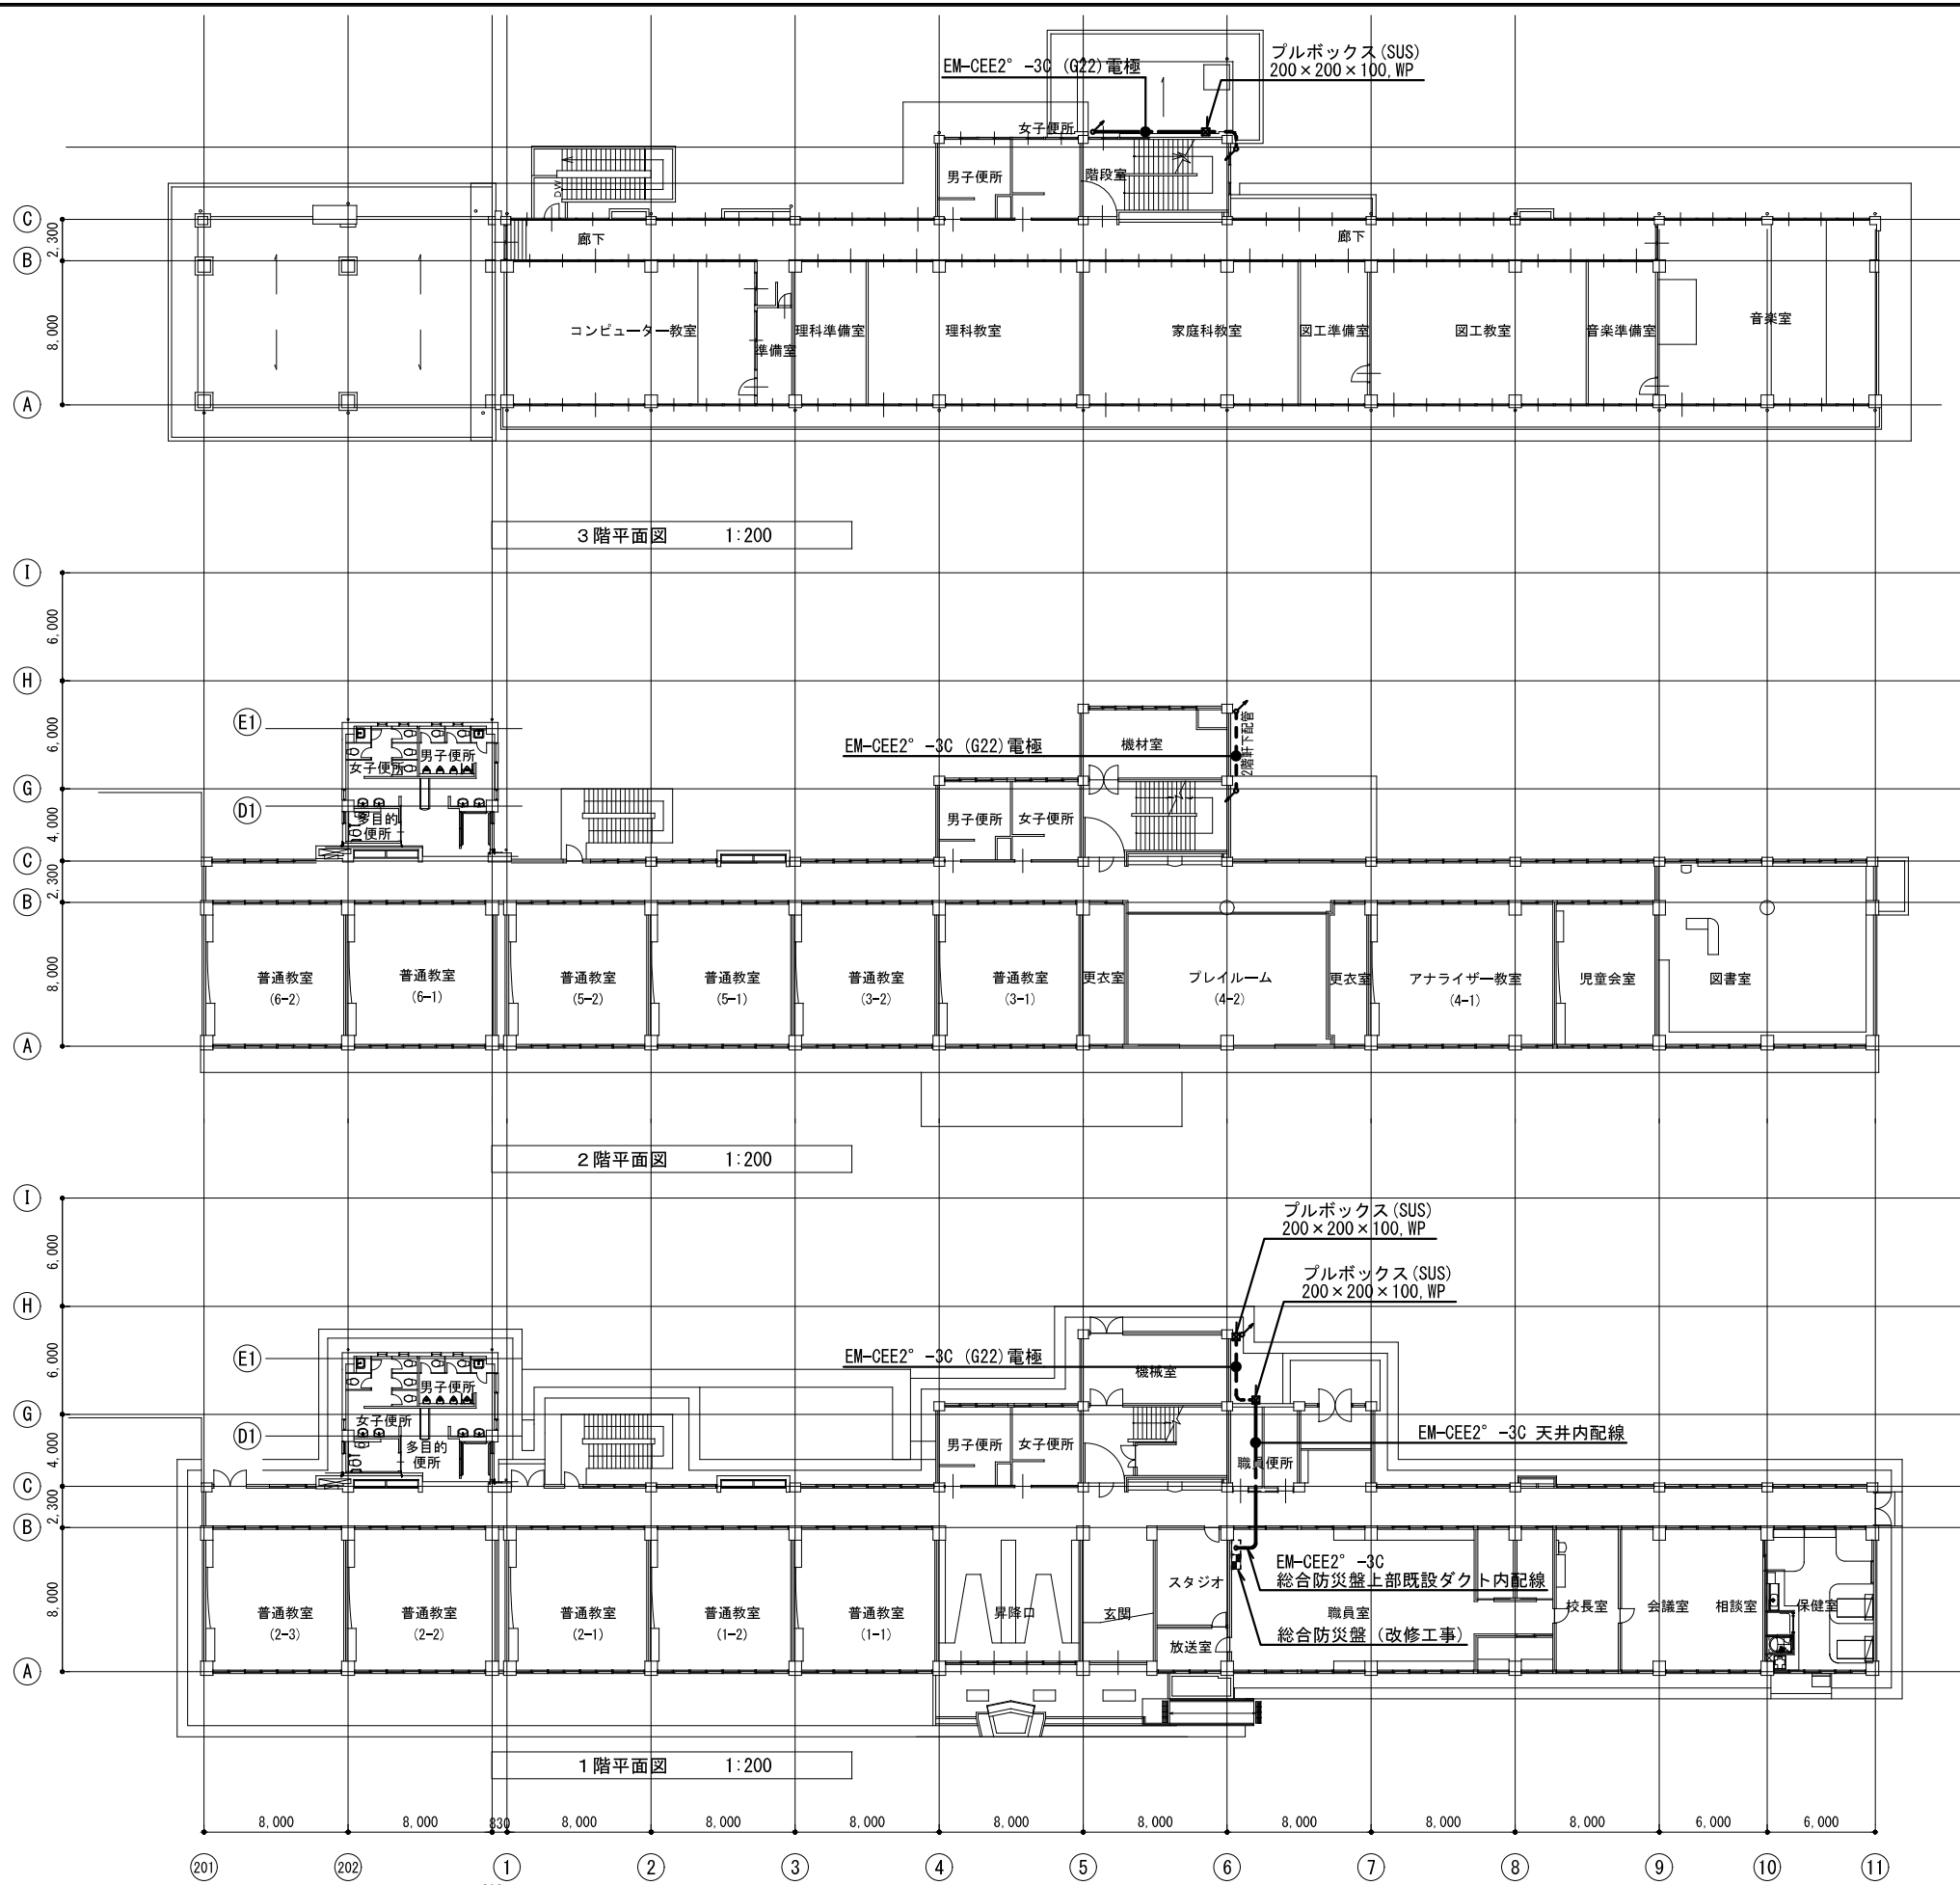 EM-CEE2° -3C (G22)電極
プルボックス(SUS)
200×200×100,WP
女子便所
男子便所
階段室
D.W
C
2,300
廊下
廊下
B
8,000
コンピューター教室
準備室
理科準備室
理科教室
家庭科教室
図工準備室
図工教室
音楽準備室
音楽室
A
3階平面図 1:200
I
6,000
H
6,000
E1
女子便所
男子便所
EM-CEE2° -3C (G22)電極
機材室
2階軒下配管
G
D1
4,000
多目的
便所
男子便所
女子便所
C
2,300
B
8,000
普通教室
(6-2)
普通教室
(6-1)
普通教室
(5-2)
普通教室
(5-1)
普通教室
(3-2)
普通教室
(3-1)
更衣室
プレイルーム
(4-2)
更衣室
アナライザー教室
(4-1)
児童会室
図書室
A
2階平面図 1:200
I
6,000
プルボックス(SUS)
200×200×100,WP
プルボックス(SUS)
200×200×100,WP
H
6,000
E1
男子便所
女子便所
EM-CEE2° -3C (G22)電極
機械室
G
D1
4,000
多目的
便所
男子便所
女子便所
EM-CEE2° -3C 天井内配線
職員便所
C
2,300
B
8,000
EM-CEE2° -3C
総合防災盤上部既設ダクト内配線
総合防災盤(改修工事)
普通教室
(2-3)
普通教室
(2-2)
普通教室
(2-1)
普通教室
(1-2)
普通教室
(1-1)
昇降口
玄関
スタジオ
放送室
職員室
校長室
会議室
相談室
保健室
A
1階平面図 1:200
8,000 8,000 830 8,000 8,000 8,000 8,000 8,000 8,000 8,000 8,000 6,000 6,000
201 202 1 2 3 4 5 6 7 8 9 10 11